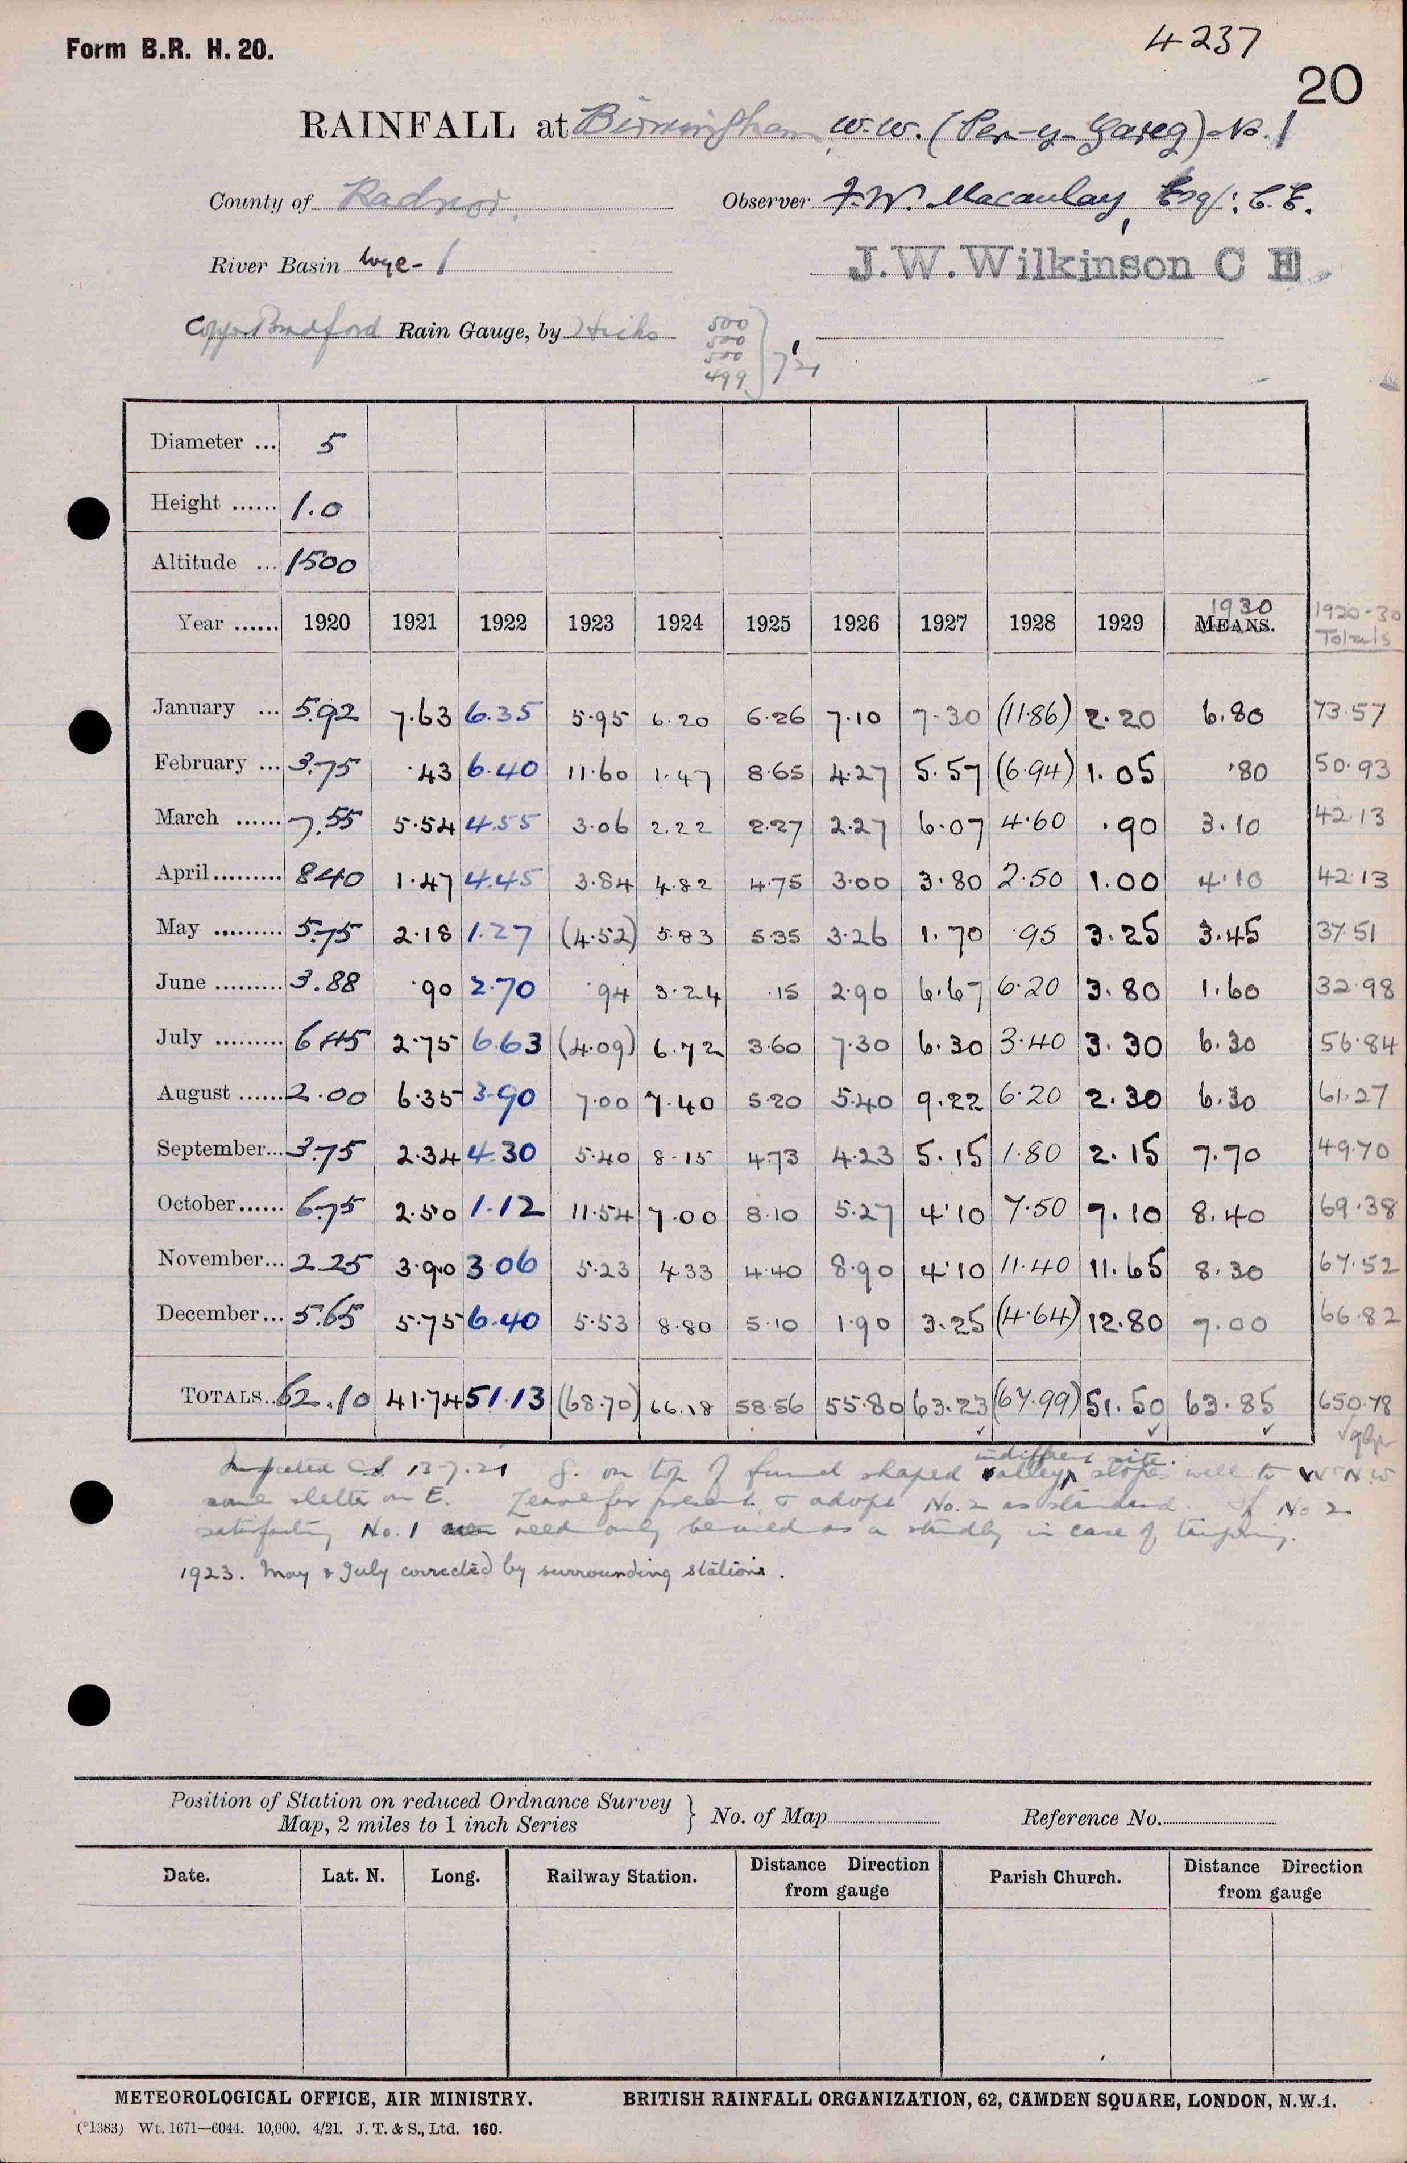 Form B.R. H. 20.
4237
20
RAINFALL at Birmingham W.W. (Pen-y-Gareg) No. 1
County of Radnor.
Observer J.W. Macaulay, Esq: C.E.
River Basin Wye - 1
J.W. Wilkinson C E
Copper Bradford Rain Gauge, by Hicks
500
500
500
499
Diameter ... 5
Height ...... 1.0
Altitude ... 1500
Year ...... 1920 1921 1922 1923 1924 1925 1926 1927 1928 1929 1930 MEANS. 1920-30 Totals
January ... 5.92 7.63 6.35 5.95 6.20 6.26 7.10 7.30 (11.86) 2.20 6.80 73.57
February ... 3.75 .43 6.40 11.60 1.47 8.65 4.27 5.57 (6.94) 1.05 .80 50.93
March ...... 7.55 5.54 4.55 3.06 2.22 2.27 2.27 6.07 4.60 .90 3.10 42.13
April ......... 8.40 1.47 4.45 3.84 4.82 4.75 3.00 3.80 2.50 1.00 4.10 42.13
May ......... 5.75 2.18 1.27 (4.52) 5.83 5.35 3.26 1.70 .95 3.25 3.45 37.51
June ......... 3.88 .90 2.70 .94 3.24 .15 2.90 6.67 6.20 3.80 1.60 32.98
July ......... 6.45 2.75 6.63 (4.09) 6.72 3.60 7.30 6.30 3.40 3.30 6.30 56.84
August ...... 2.00 6.35 3.90 7.00 7.40 5.20 5.40 9.22 6.20 2.30 6.30 61.27
September... 3.75 2.34 4.30 5.40 8.15 4.73 4.23 5.15 1.80 2.15 7.70 49.70
October ...... 6.75 2.50 1.12 11.54 7.00 8.10 5.27 4.10 7.50 7.10 8.40 69.38
November... 2.25 3.90 3.06 5.23 4.33 4.40 8.90 4.10 11.40 11.65 8.30 67.52
December... 5.65 5.75 6.40 5.53 8.80 5.10 1.90 3.25 (4.64) 12.80 7.00 66.82
TOTALS.. 62.10 41.74 51.13 (68.70) 66.18 58.56 55.80 63.23 (67.99) 51.50 63.85 650.78
indifferent site.
Inspected C.S. 13-7.21 G. on top of funnel shaped valley, slopes well to W & NW
some shelter on E. Leave for present & adopt No. 2 as standard. If No 2
satisfactory No. 1 need only be used as a standby in case of tampering.
1923. May & July corrected by surrounding stations.
Position of Station on reduced Ordnance Survey
Map, 2 miles to 1 inch Series
No. of Map
Reference No.
Date. Lat. N. Long. Railway Station. Distance Direction from gauge Parish Church. Distance Direction from gauge
METEOROLOGICAL OFFICE, AIR MINISTRY. BRITISH RAINFALL ORGANIZATION, 62, CAMDEN SQUARE, LONDON, N.W.1.
(*1383) Wt. 1671—6044. 10,000. 4/21. J. T. & S., Ltd. 160.